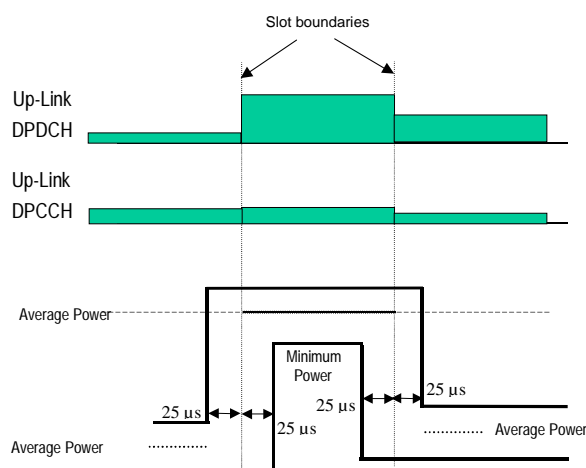 Slot boundaries
Up-Link
DPDCH
Up-Link
DPCCH
Average Power
Minimum
Power
25 µs
25 µs
25 µs
25 µs
Average Power
Average Power